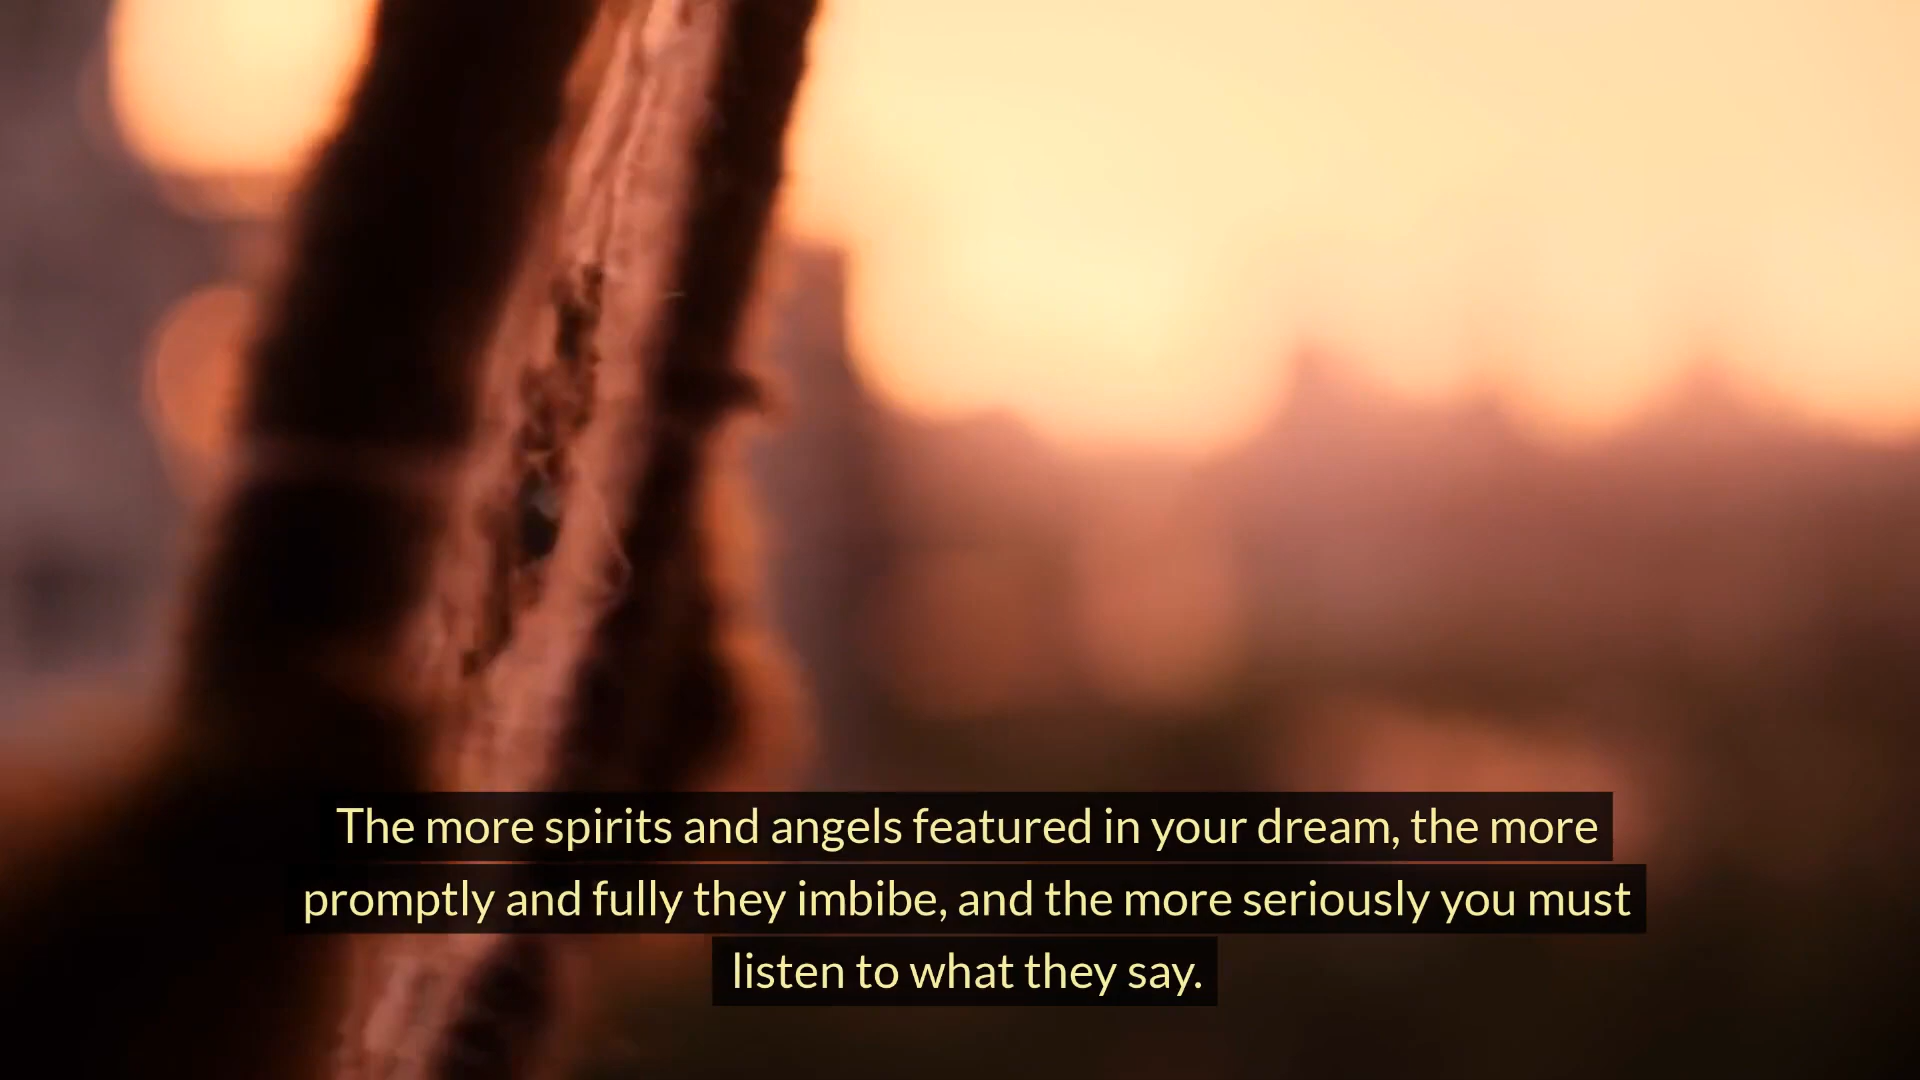 The more spirits and angels featured in your dream, the more
promptly and fully they imbibe, and the more seriously you must
listen to what they say.